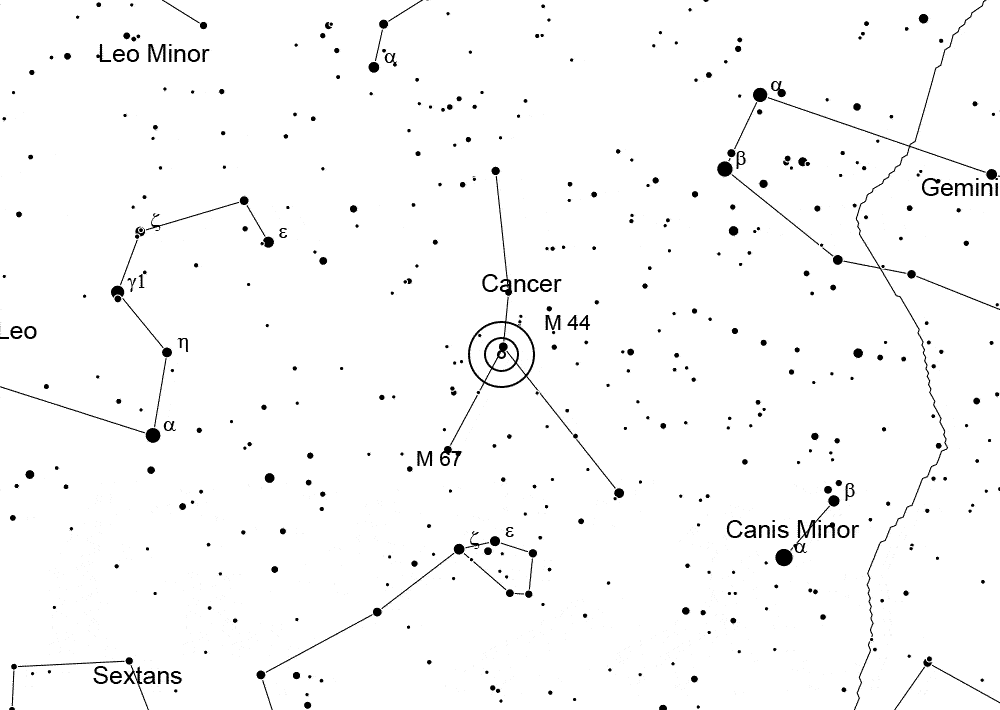 Leo Minor
α
α
β
Gemini
ζ
ε
γ1
Cancer
M 44
Leo
η
α
M 67
β
Canis Minor
α
ζ
ε
Sextans